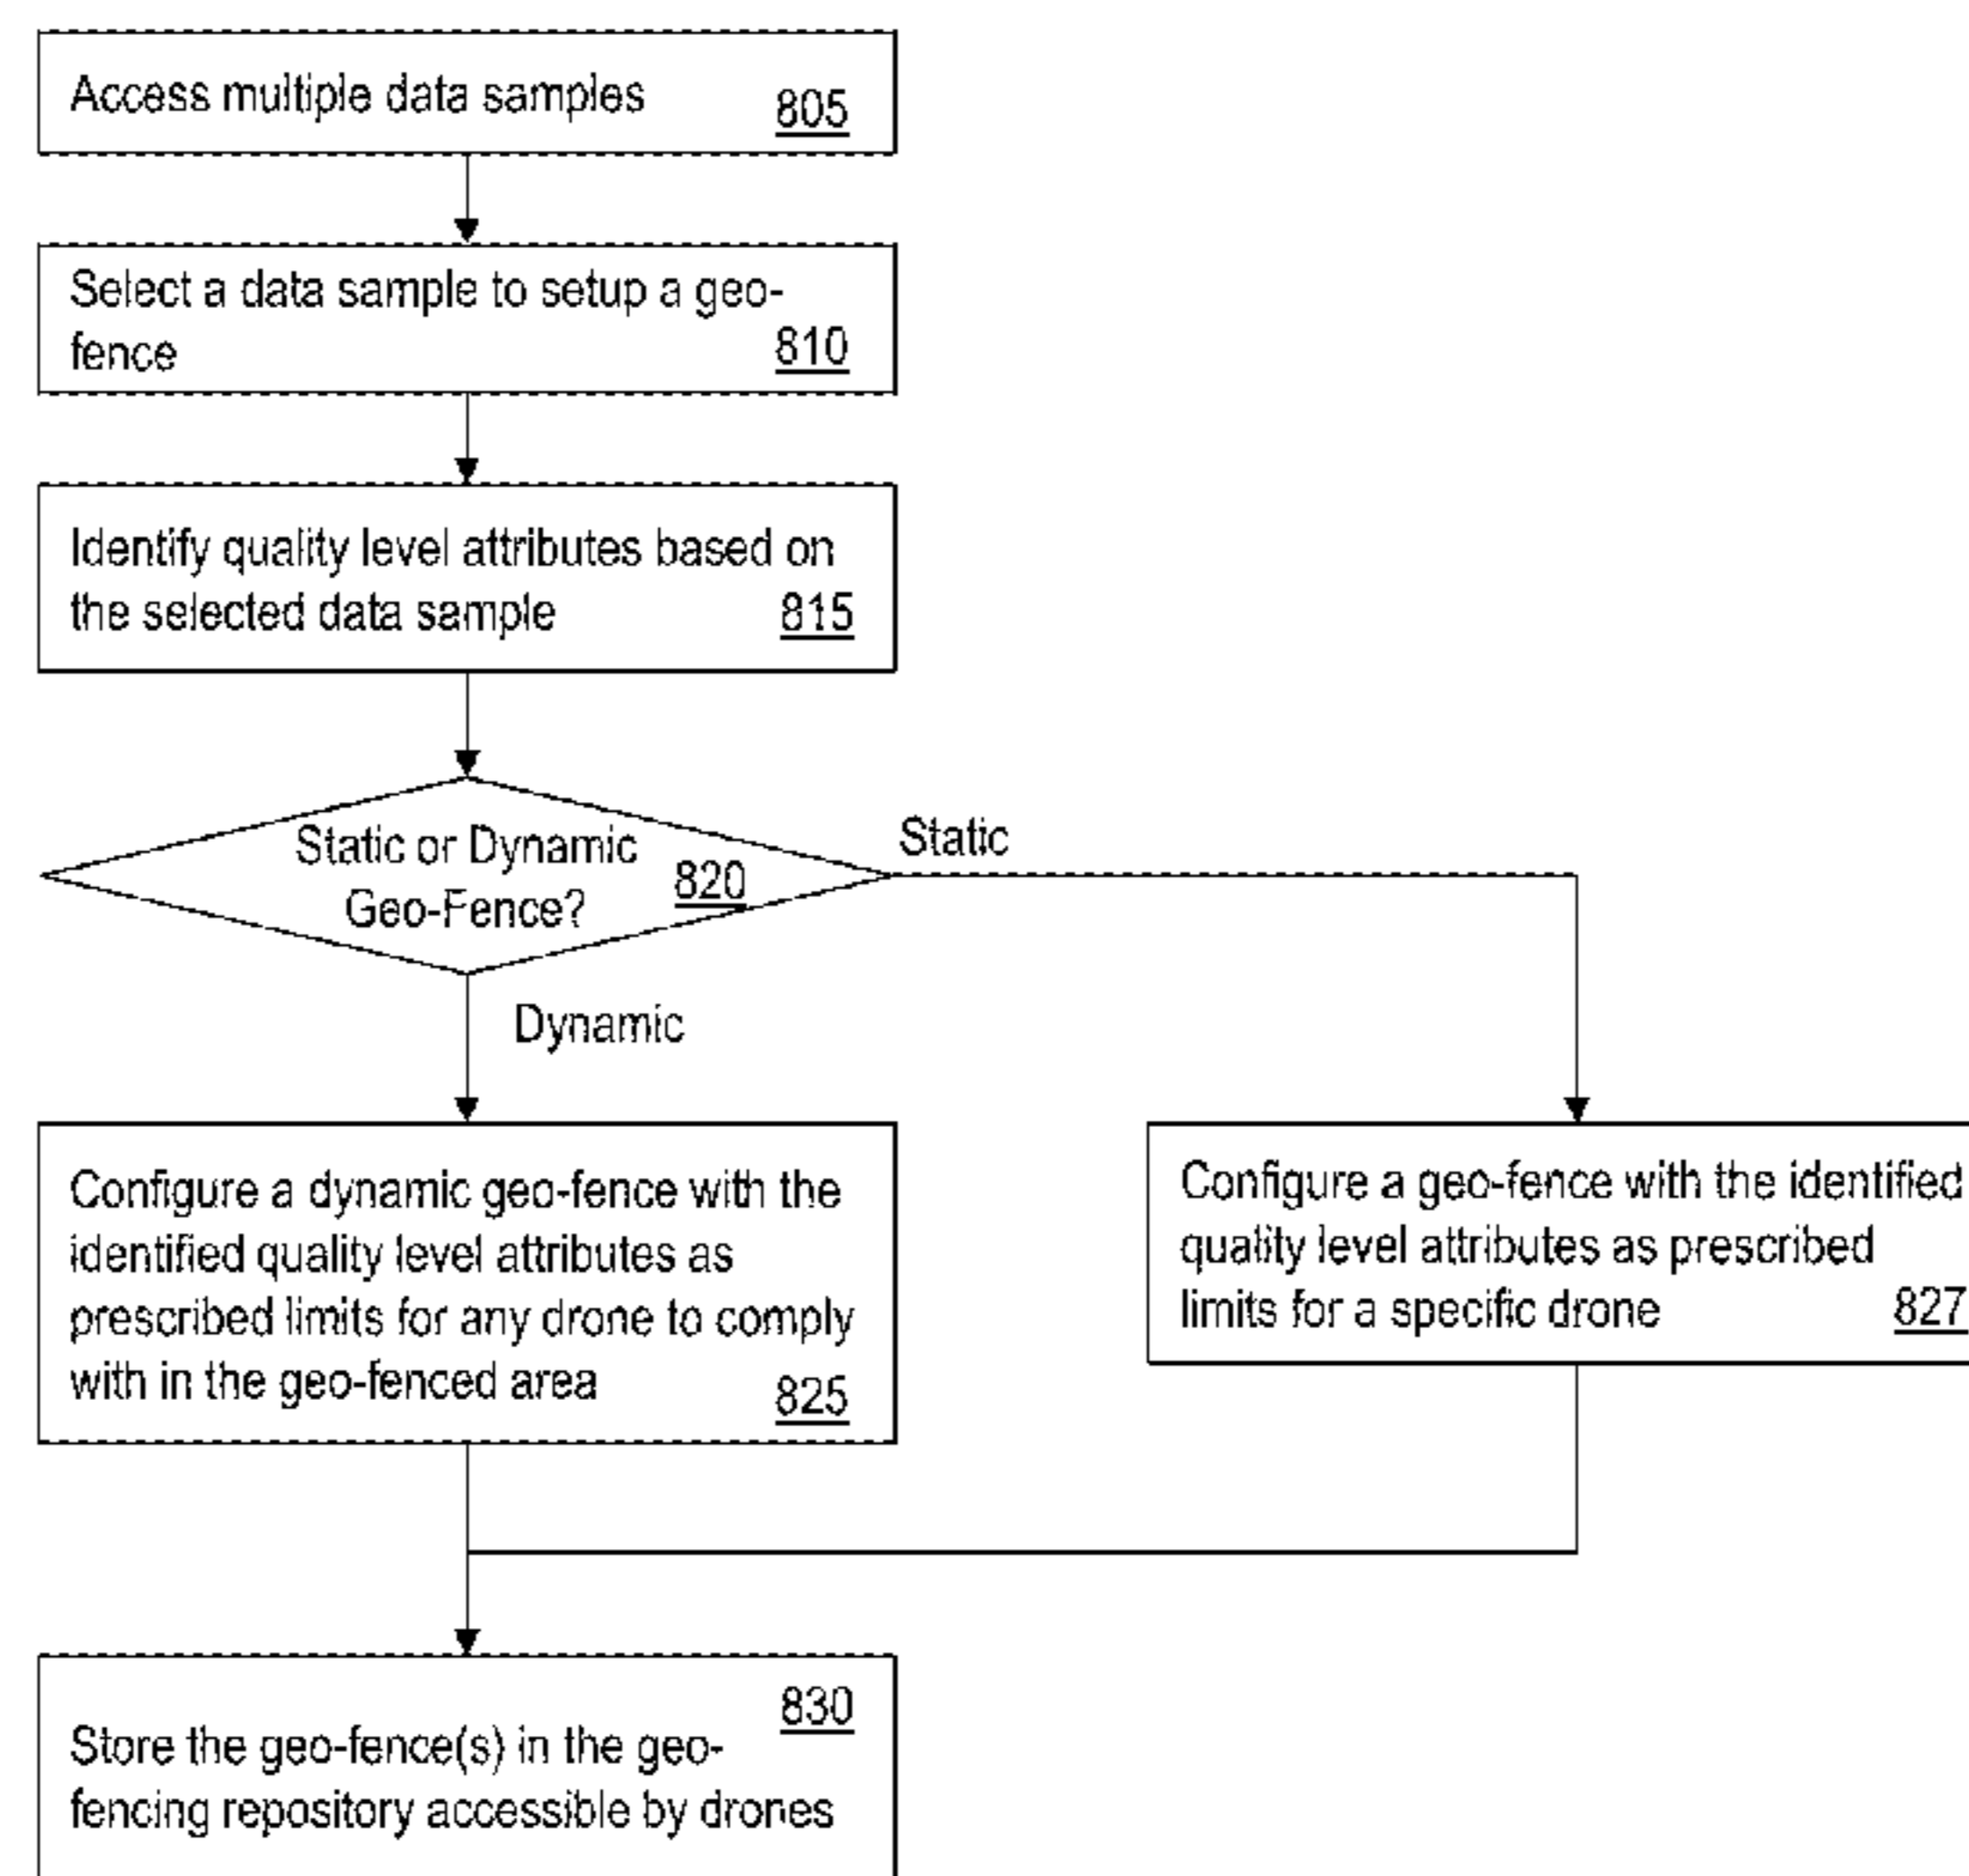 Access multiple data samples
805
Select a data sample to setup a geo-
fence
810
Identify quality level attributes based on
the selected data sample
815
Static or Dynamic
Geo-Fence?
820
Static
Dynamic
Configure a dynamic geo-fence with the
identified quality level attributes as
prescribed limits for any drone to comply
with in the geo-fenced area
825
Configure a geo-fence with the identified
quality level attributes as prescribed
limits for a specific drone
827
830
Store the geo-fence(s) in the geo-
fencing repository accessible by drones